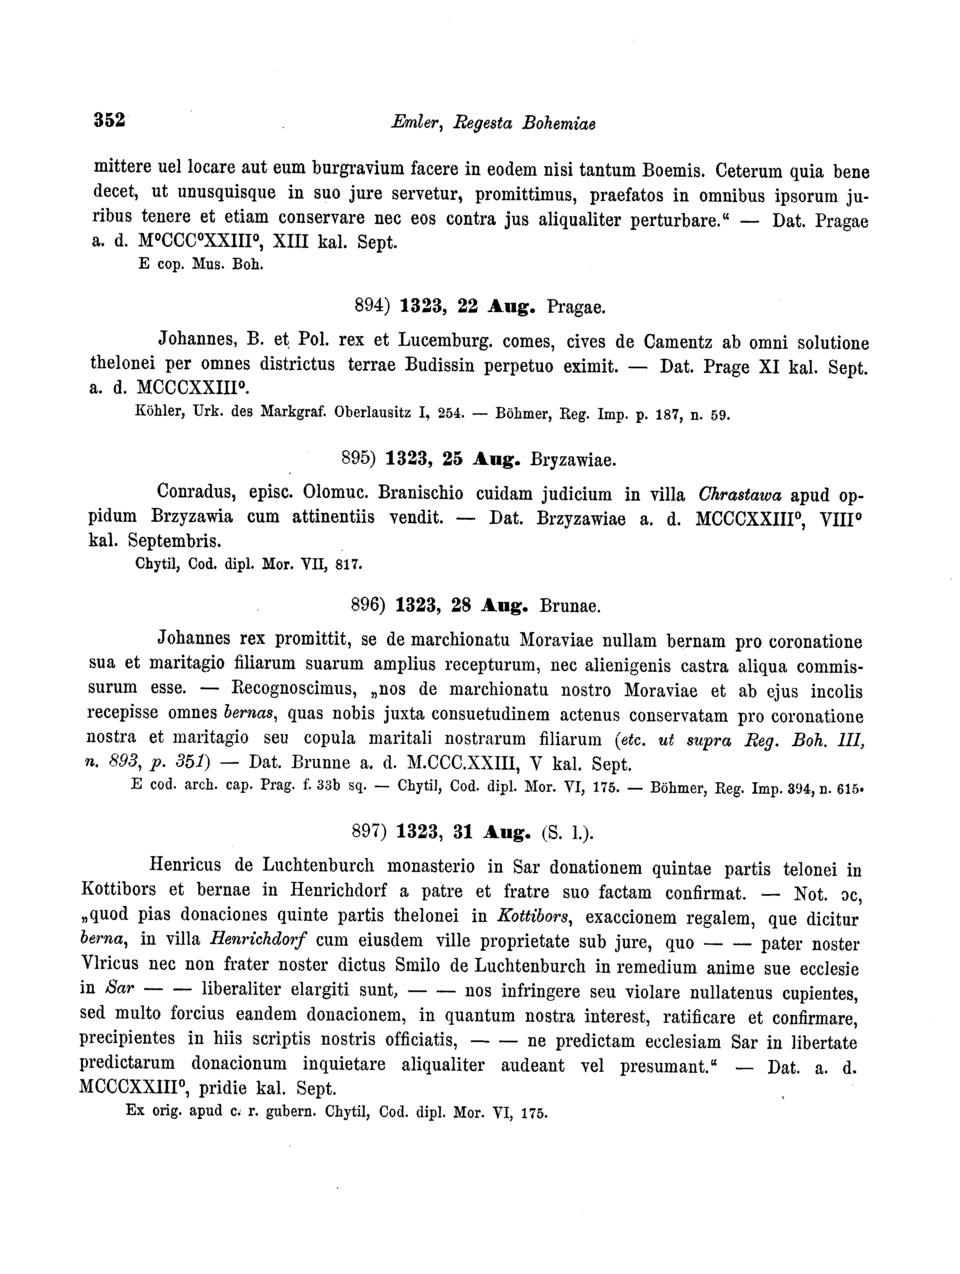 352 Emler, Regesta Bohemiae
mittere uel locare aut eum burgravium facere in eodem nisi tantum Boemis. Ceterum quia bene
decet, ut unusquisque in suo jure servetur, promittimus, praefatos in omnibus ipsorum ju-
ribus tenere et etiam conservare nec eos contra jus aliqualiter perturbare.“ — Dat. Pragae
a. d. M⁰CCC⁰XXIII⁰, XIII kal. Sept.
E cop. Mus. Boh.
894) 1323, 22 Aug. Pragae.
Johannes, B. et Pol. rex et Lucemburg. comes, cives de Camentz ab omni solutione
thelonei per omnes districtus terrae Budissin perpetuo eximit. — Dat. Prage XI kal. Sept.
a. d. MCCCXXIII⁰.
Köhler, Urk. des Markgraf. Oberlausitz I, 254. — Böhmer, Reg. Imp. p. 187, n. 59.
895) 1323, 25 Aug. Bryzawiae.
Conradus, episc. Olomuc. Branischio cuidam judicium in villa Chrastawa apud op-
pidum Brzyzawia cum attinentiis vendit. — Dat. Brzyzawiae a. d. MCCCXXIII⁰, VIII⁰
kal. Septembris.
Chytil, Cod. dipl. Mor. VII, 817.
896) 1323, 28 Aug. Brunae.
Johannes rex promittit, se de marchionatu Moraviae nullam bernam pro coronatione
sua et maritagio filiarum suarum amplius recepturum, nec alienigenis castra aliqua commis-
surum esse. — Recognoscimus, „nos de marchionatu nostro Moraviae et ab ejus incolis
recepisse omnes bernas, quas nobis juxta consuetudinem actenus conservatam pro coronatione
nostra et maritagio seu copula maritali nostrarum filiarum (etc. ut supra Reg. Boh. III,
n. 893, p. 351) — Dat. Brunne a. d. M.CCC.XXIII, V kal. Sept.
E cod. arch. cap. Prag. f. 33b sq. — Chytil, Cod. dipl. Mor. VI, 175. — Böhmer, Reg. Imp. 394, n. 615.
897) 1323, 31 Aug. (S. l.).
Henricus de Luchtenburch monasterio in Sar donationem quintae partis telonei in
Kottibors et bernae in Henrichdorf a patre et fratre suo factam confirmat. — Not. ɔc,
„quod pias donaciones quinte partis thelonei in Kottibors, exaccionem regalem, que dicitur
berna, in villa Henrichdorf cum eiusdem ville proprietate sub jure, quo — — pater noster
Vlricus nec non frater noster dictus Smilo de Luchtenburch in remedium anime sue ecclesie
in Sar — — liberaliter elargiti sunt, — — nos infringere seu violare nullatenus cupientes,
sed multo forcius eandem donacionem, in quantum nostra interest, ratificare et confirmare,
precipientes in hiis scriptis nostris officiatis, — — ne predictam ecclesiam Sar in libertate
predictarum donacionum inquietare aliqualiter audeant vel presumant.“ — Dat. a. d.
MCCCXXIII⁰, pridie kal. Sept.
Ex orig. apud c. r. gubern. Chytil, Cod. dipl. Mor. VI, 175.